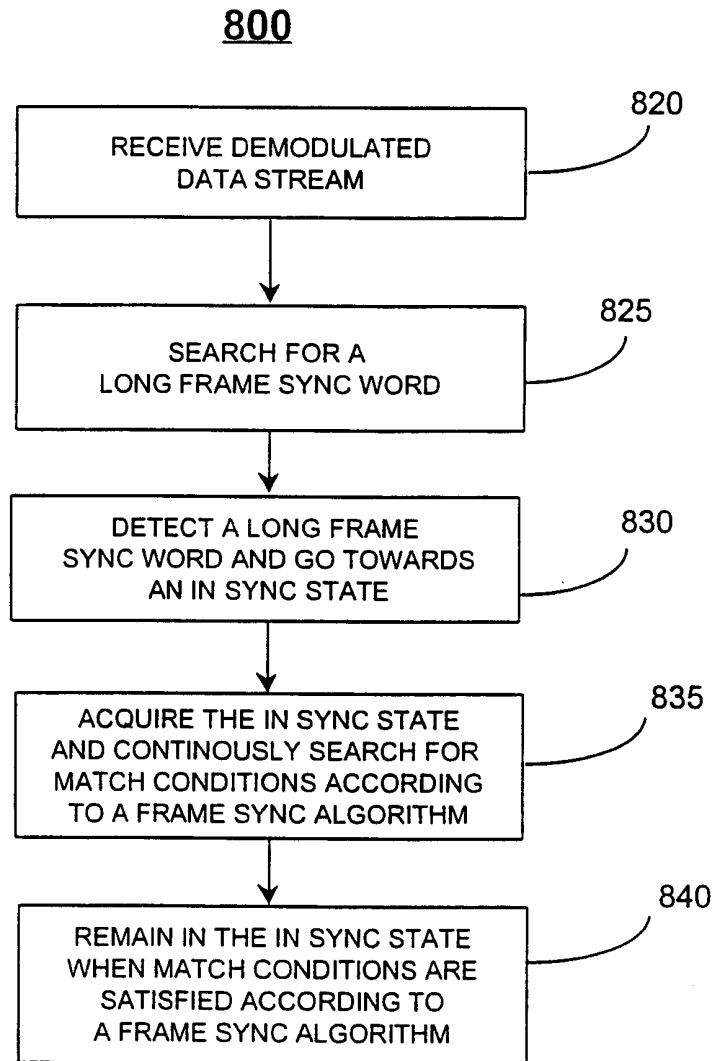 800
820
RECEIVE DEMODULATED
DATA STREAM
825
SEARCH FOR A
LONG FRAME SYNC WORD
830
DETECT A LONG FRAME
SYNC WORD AND GO TOWARDS
AN IN SYNC STATE
835
ACQUIRE THE IN SYNC STATE
AND CONTINOUSLY SEARCH FOR
MATCH CONDITIONS ACCORDING
TO A FRAME SYNC ALGORITHM
840
REMAIN IN THE IN SYNC STATE
WHEN MATCH CONDITIONS ARE
SATISFIED ACCORDING TO
A FRAME SYNC ALGORITHM